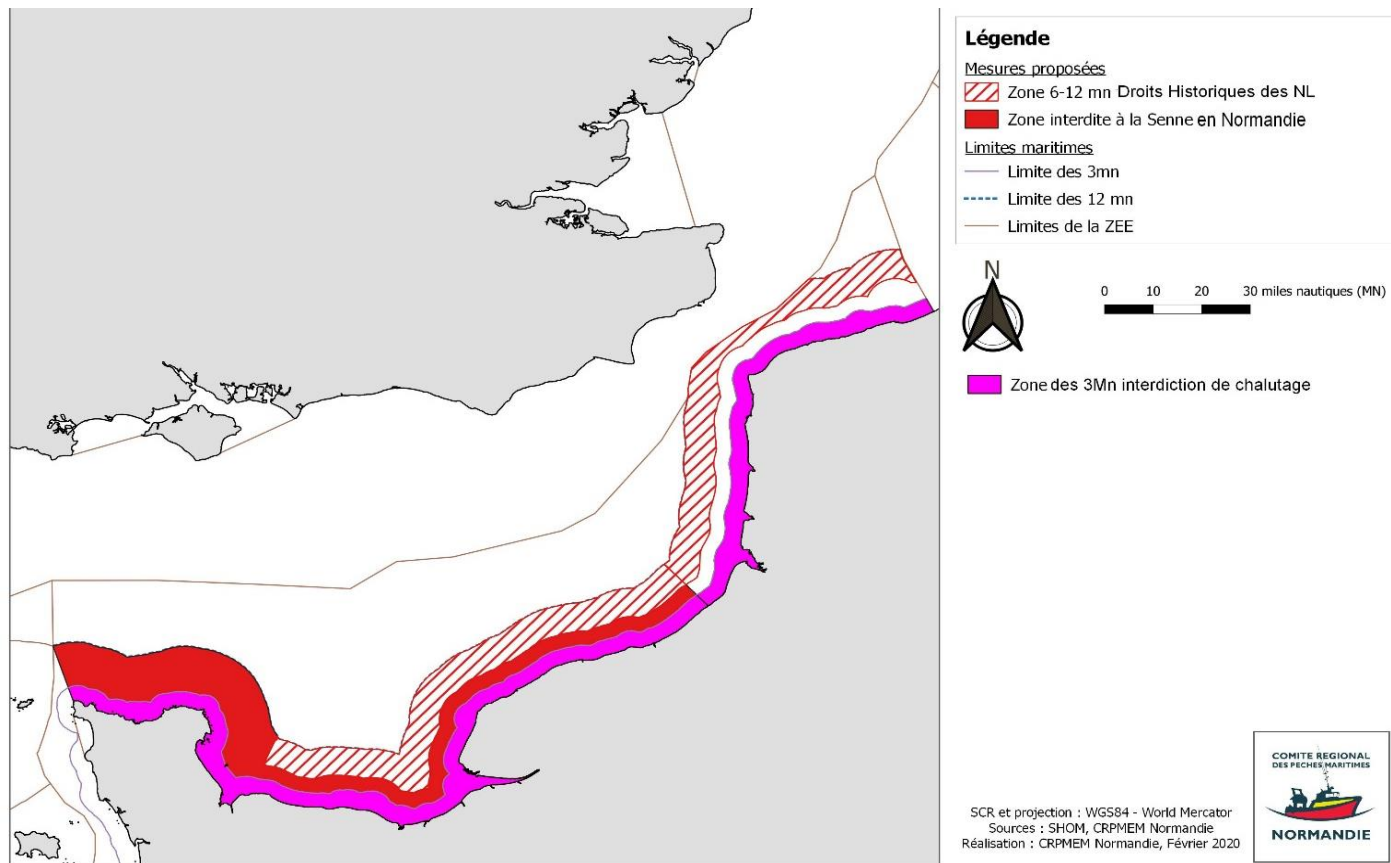 Légende
Mesures proposées
Zone 6-12 mn Droits Historiques des NL
Zone interdite à la Senne en Normandie
Limites maritimes
Limite des 3mn
Limite des 12 mn
Limites de la ZEE
N
0 10 20 30 miles nautiques (MN)
Zone des 3Mn interdiction de chalutage
COMITE REGIONAL
DES PECHES MARITIMES
NORMANDIE
SCR et projection : WGS84 - World Mercator
Sources : SHOM, CRPMEM Normandie
Réalisation : CRPMEM Normandie, Février 2020